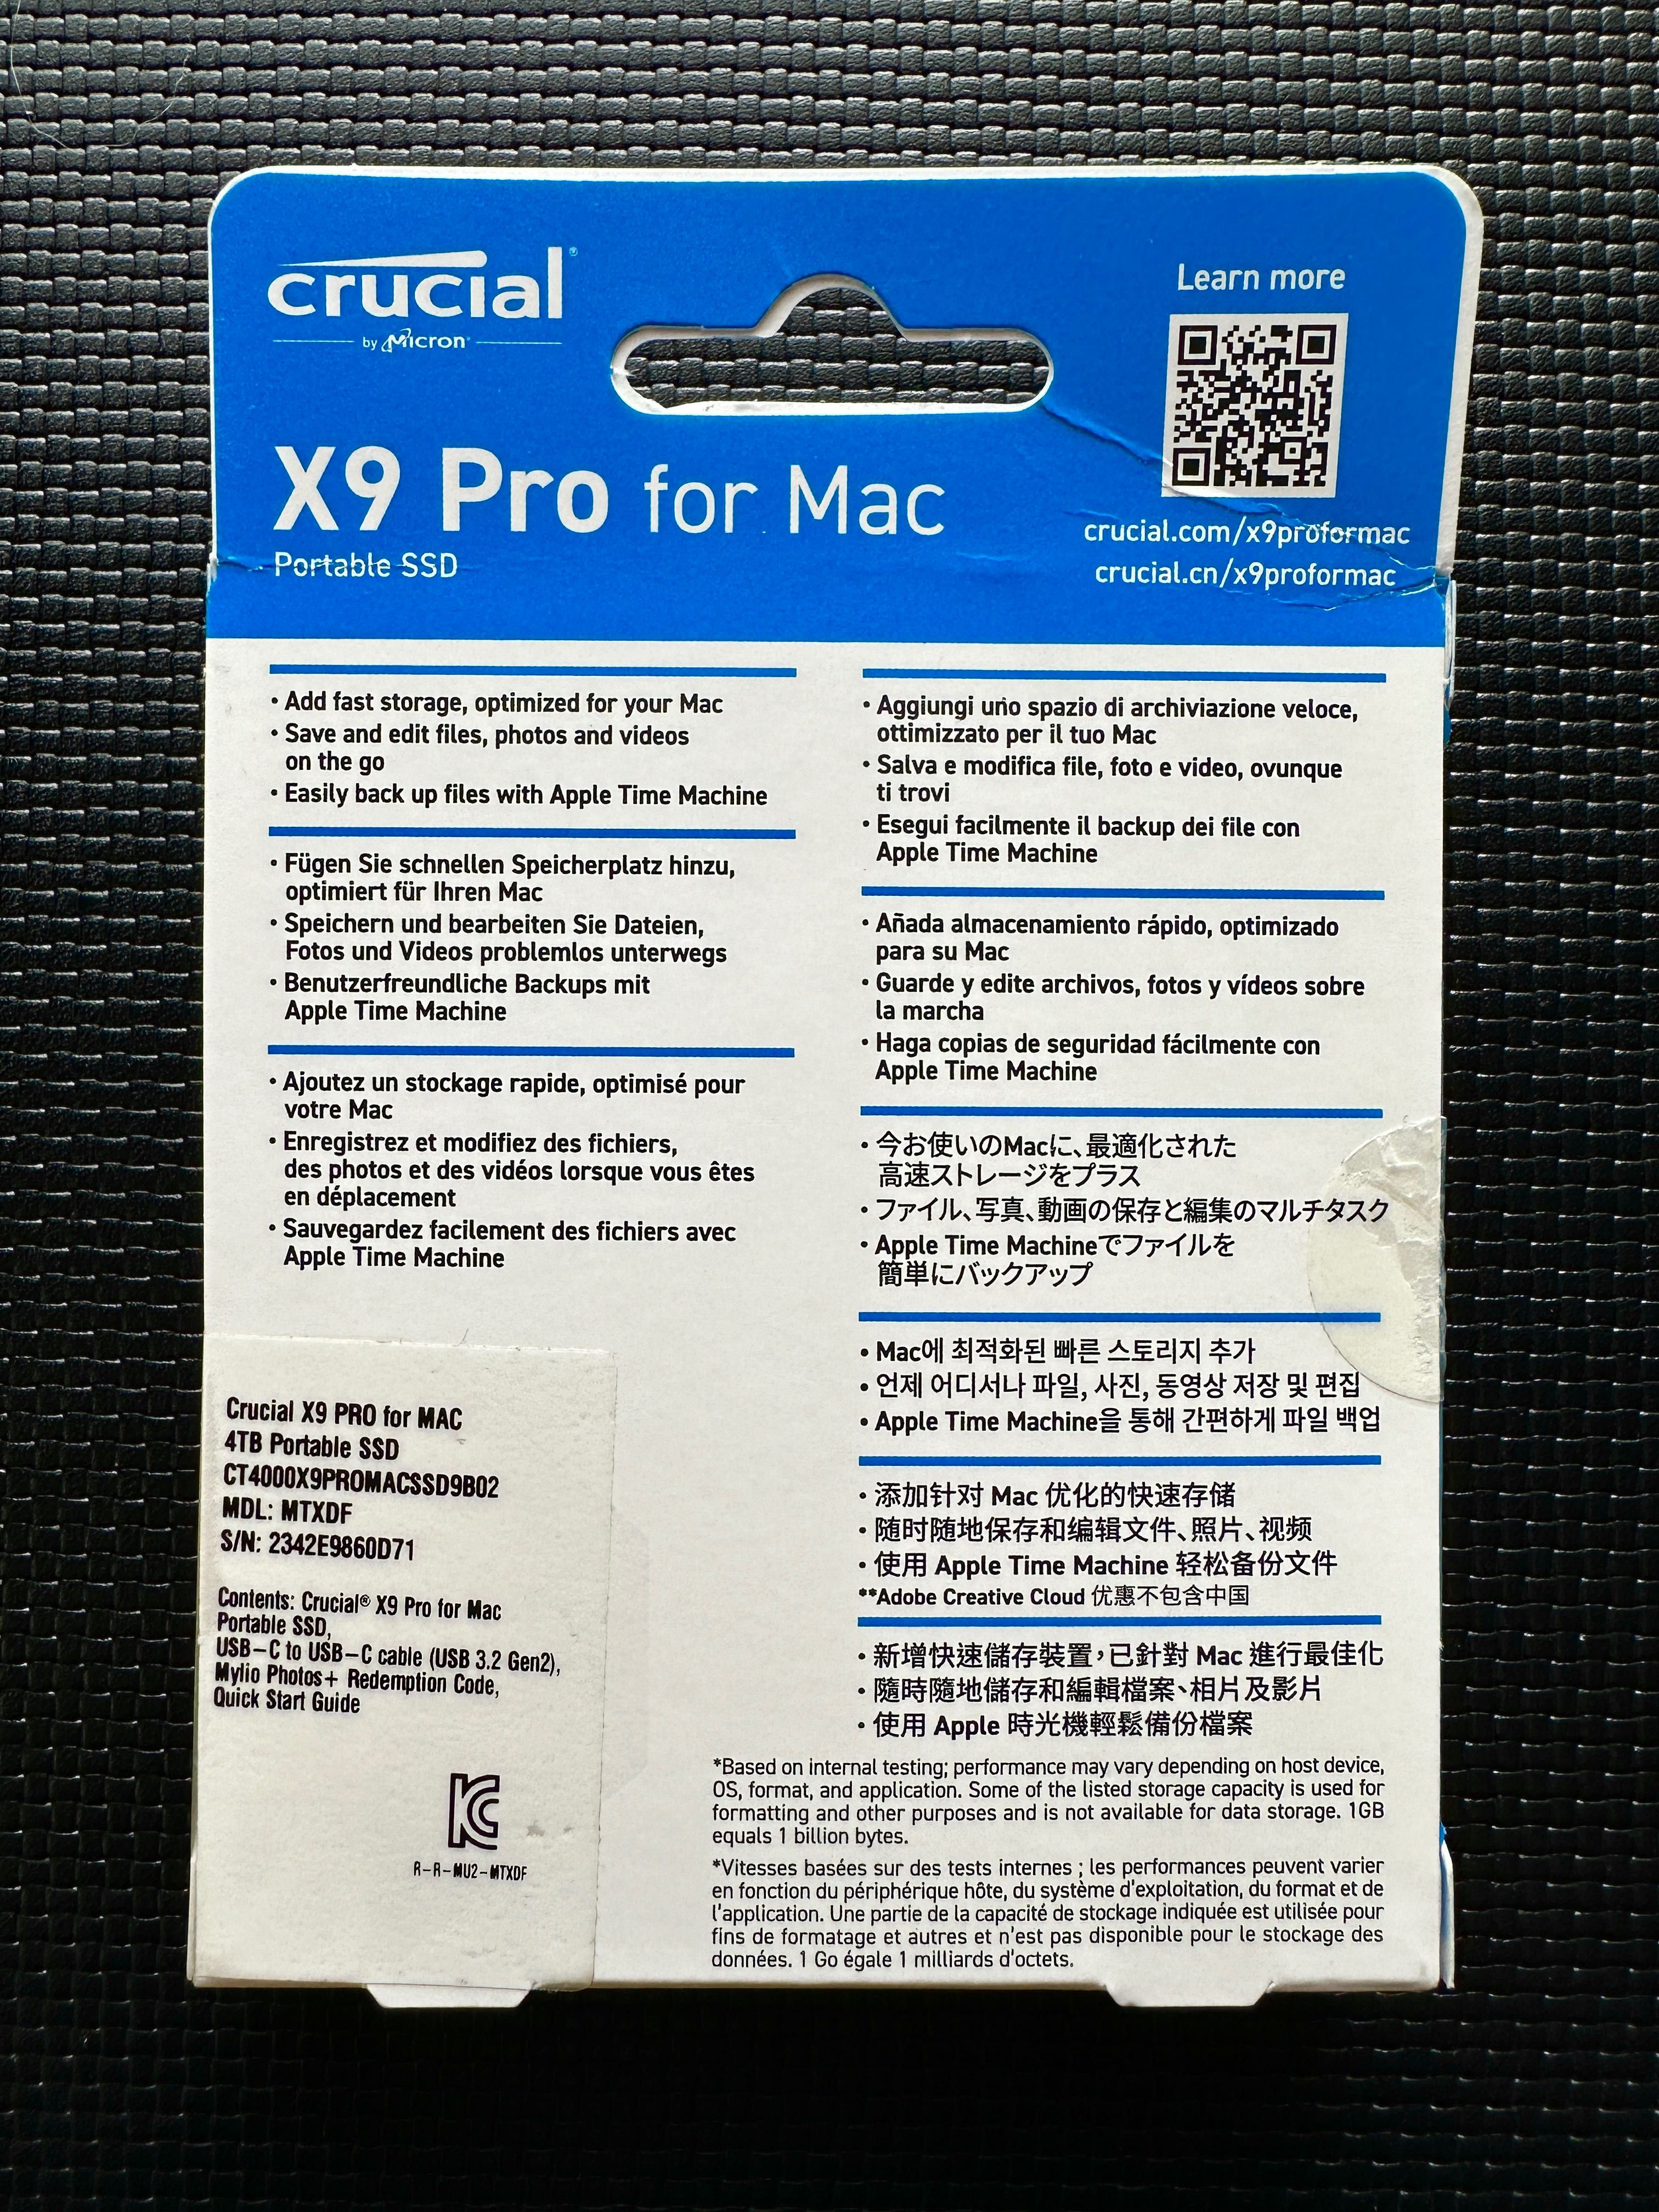 crucial®
by Micron®
Learn more
X9 Pro for Mac
Portable SSD
crucial.com/x9proformac
crucial.cn/x9proformac
• Add fast storage, optimized for your Mac
• Save and edit files, photos and videos
on the go
• Easily back up files with Apple Time Machine
• Fügen Sie schnellen Speicherplatz hinzu,
optimiert für Ihren Mac
• Speichern und bearbeiten Sie Dateien,
Fotos und Videos problemlos unterwegs
• Benutzerfreundliche Backups mit
Apple Time Machine
• Ajoutez un stockage rapide, optimisé pour
votre Mac
• Enregistrez et modifiez des fichiers,
des photos et des vidéos lorsque vous êtes
en déplacement
• Sauvegardez facilement des fichiers avec
Apple Time Machine
• Aggiungi uno spazio di archiviazione veloce,
ottimizzato per il tuo Mac
• Salva e modifica file, foto e video, ovunque
ti trovi
• Esegui facilmente il backup dei file con
Apple Time Machine
• Añada almacenamiento rápido, optimizado
para su Mac
• Guarde y edite archivos, fotos y vídeos sobre
la marcha
• Haga copias de seguridad fácilmente con
Apple Time Machine
• 今お使いのMacに、最適化された
高速ストレージをプラス
• ファイル、写真、動画の保存と編集のマルチタスク
• Apple Time Machineでファイルを
簡単にバックアップ
• Mac에 최적화된 빠른 스토리지 추가
• 언제 어디서나 파일, 사진, 동영상 저장 및 편집
• Apple Time Machine을 통해 간편하게 파일 백업
• 添加针对 Mac 优化的快速存储
• 随时随地保存和编辑文件、照片、视频
• 使用 Apple Time Machine 轻松备份文件
**Adobe Creative Cloud 优惠不包含中国
• 新增快速儲存裝置，已針對 Mac 進行最佳化
• 隨時隨地儲存和編輯檔案、相片及影片
• 使用 Apple 時光機輕鬆備份檔案
Crucial X9 PRO for MAC
4TB Portable SSD
CT4000X9PROMACSSD9B02
MDL: MTXDF
S/N: 2342E9860D71
Contents: Crucial® X9 Pro for Mac
Portable SSD,
USB-C to USB-C cable (USB 3.2 Gen2),
Mylio Photos+ Redemption Code,
Quick Start Guide
R-R-MU2-MTXDF
*Based on internal testing; performance may vary depending on host device,
OS, format, and application. Some of the listed storage capacity is used for
formatting and other purposes and is not available for data storage. 1GB
equals 1 billion bytes.
*Vitesses basées sur des tests internes ; les performances peuvent varier
en fonction du périphérique hôte, du système d'exploitation, du format et de
l'application. Une partie de la capacité de stockage indiquée est utilisée pour
fins de formatage et autres et n'est pas disponible pour le stockage des
données. 1 Go égale 1 milliards d'octets.